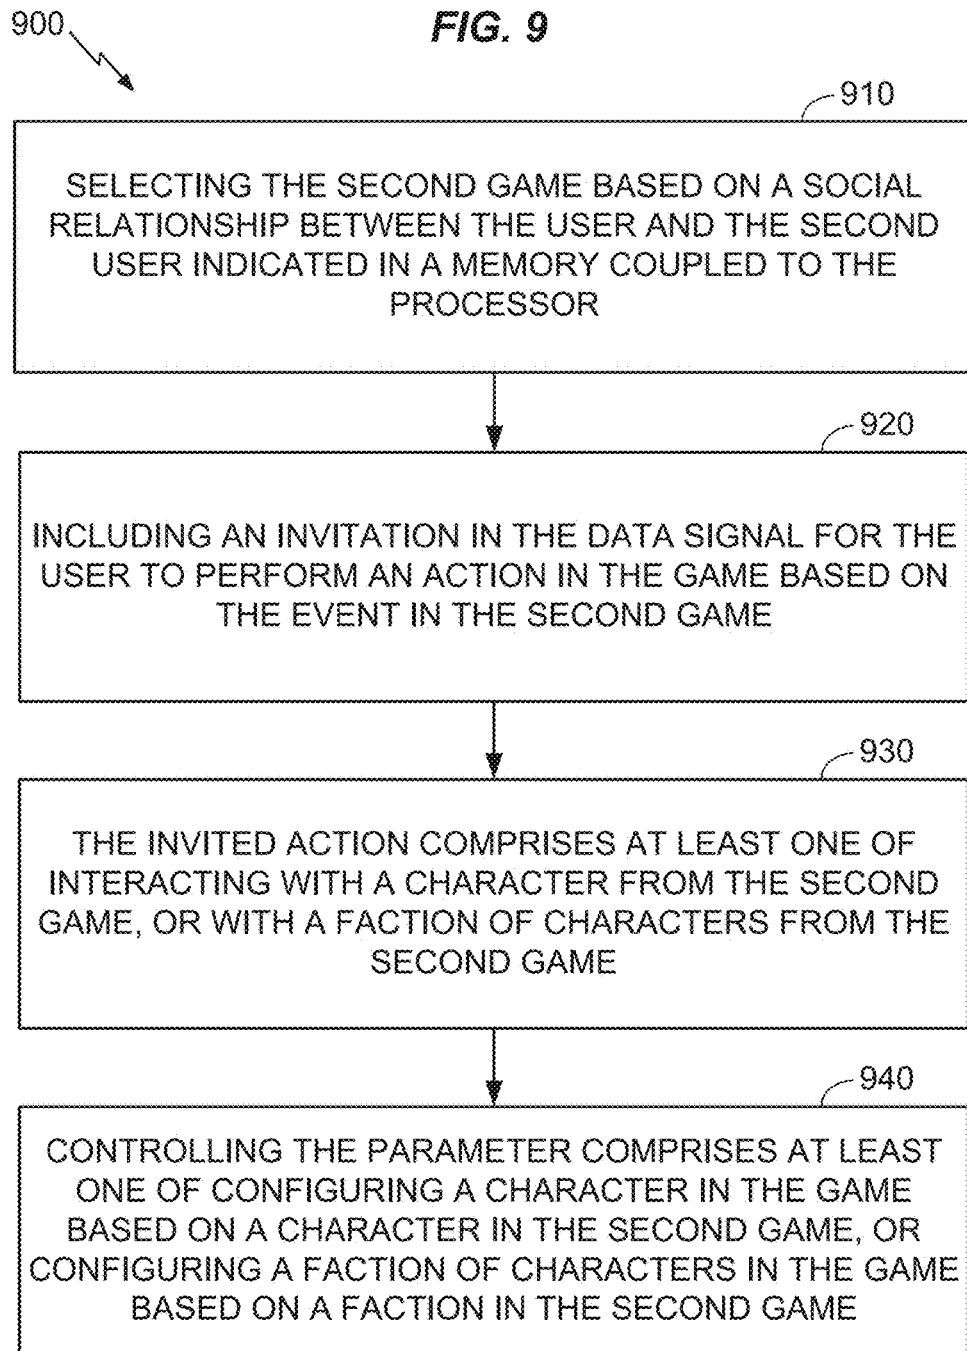 900
FIG. 9
910
SELECTING THE SECOND GAME BASED ON A SOCIAL
RELATIONSHIP BETWEEN THE USER AND THE SECOND
USER INDICATED IN A MEMORY COUPLED TO THE
PROCESSOR
920
INCLUDING AN INVITATION IN THE DATA SIGNAL FOR THE
USER TO PERFORM AN ACTION IN THE GAME BASED ON
THE EVENT IN THE SECOND GAME
930
THE INVITED ACTION COMPRISES AT LEAST ONE OF
INTERACTING WITH A CHARACTER FROM THE SECOND
GAME, OR WITH A FACTION OF CHARACTERS FROM THE
SECOND GAME
940
CONTROLLING THE PARAMETER COMPRISES AT LEAST
ONE OF CONFIGURING A CHARACTER IN THE GAME
BASED ON A CHARACTER IN THE SECOND GAME, OR
CONFIGURING A FACTION OF CHARACTERS IN THE GAME
BASED ON A FACTION IN THE SECOND GAME